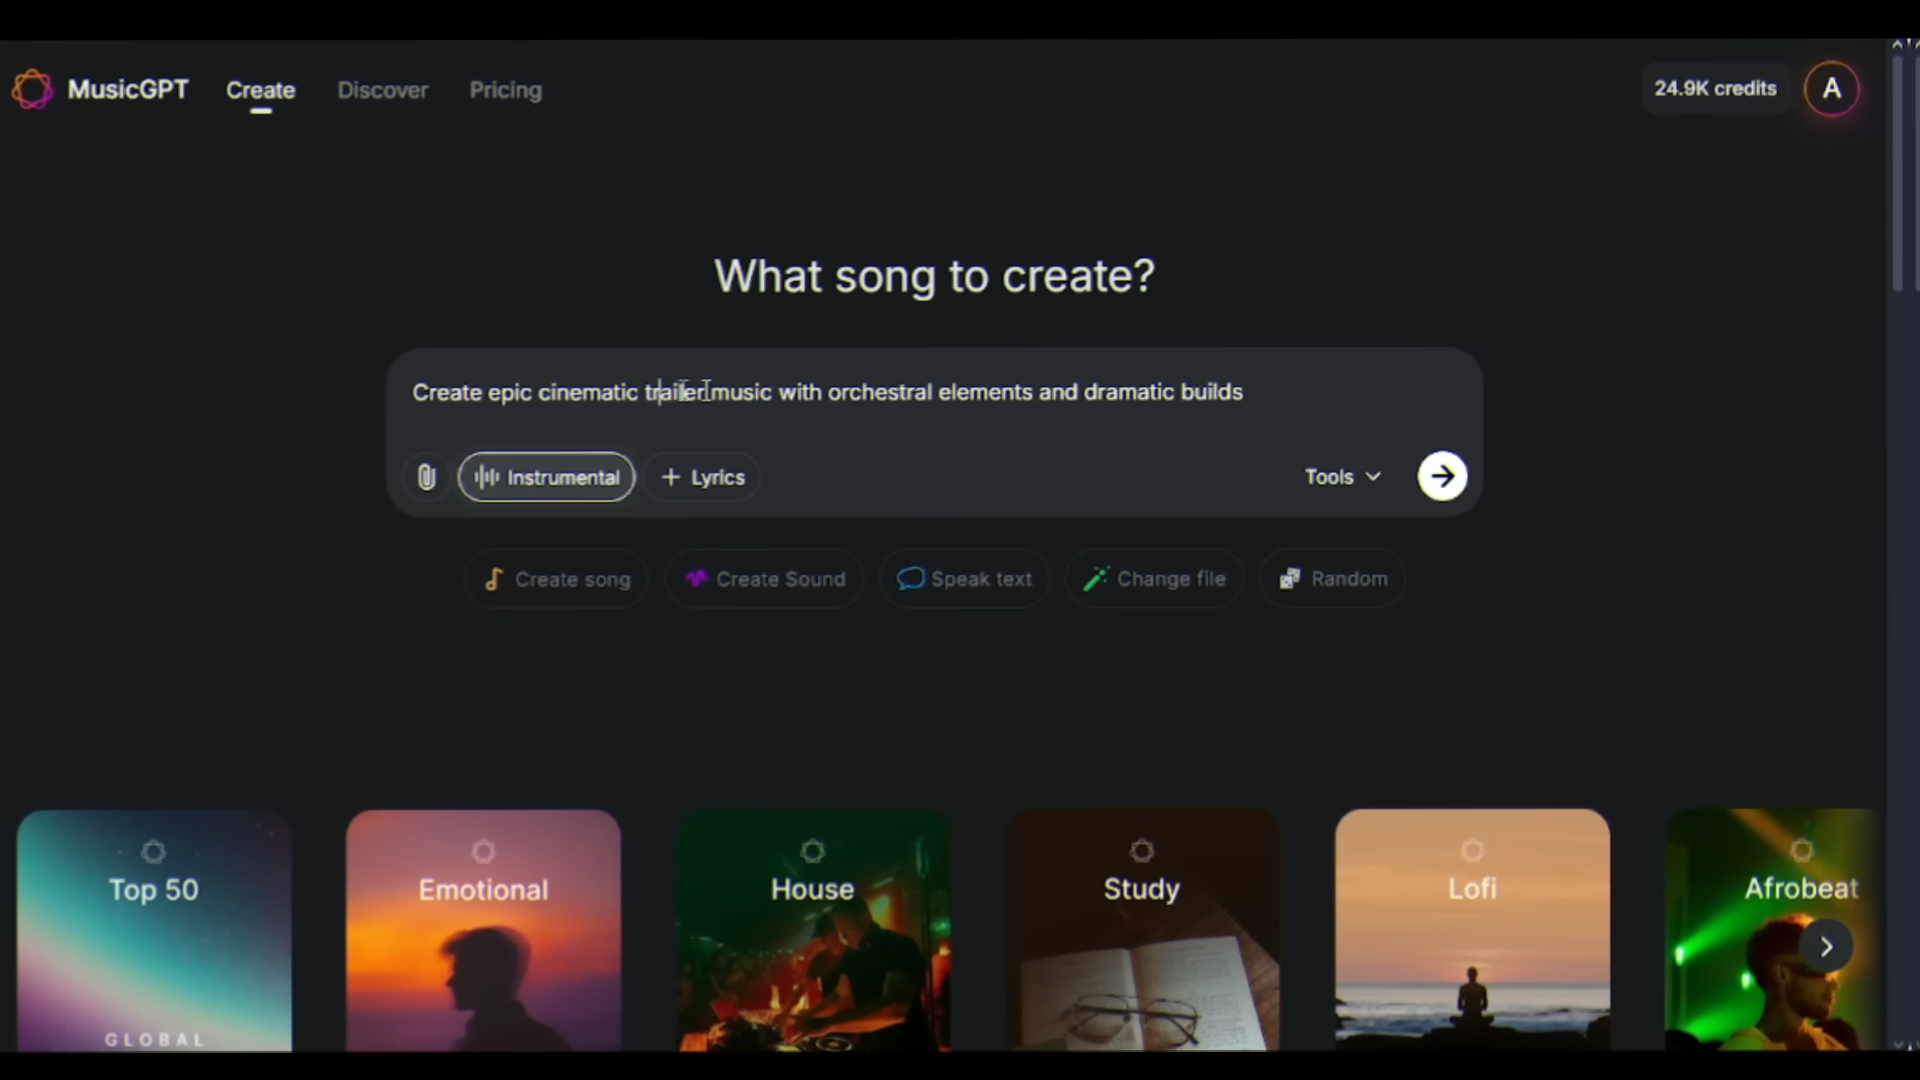 MusicGPT Create Discover Pricing 24.9K credits A
What song to create?
Create epic cinematic trailer music with orchestral elements and dramatic builds
Instrumental + Lyrics Tools
Create song Create Sound Speak text Change file Random
Top 50 Emotional House Study Lofi Afrobeat
GLOBAL